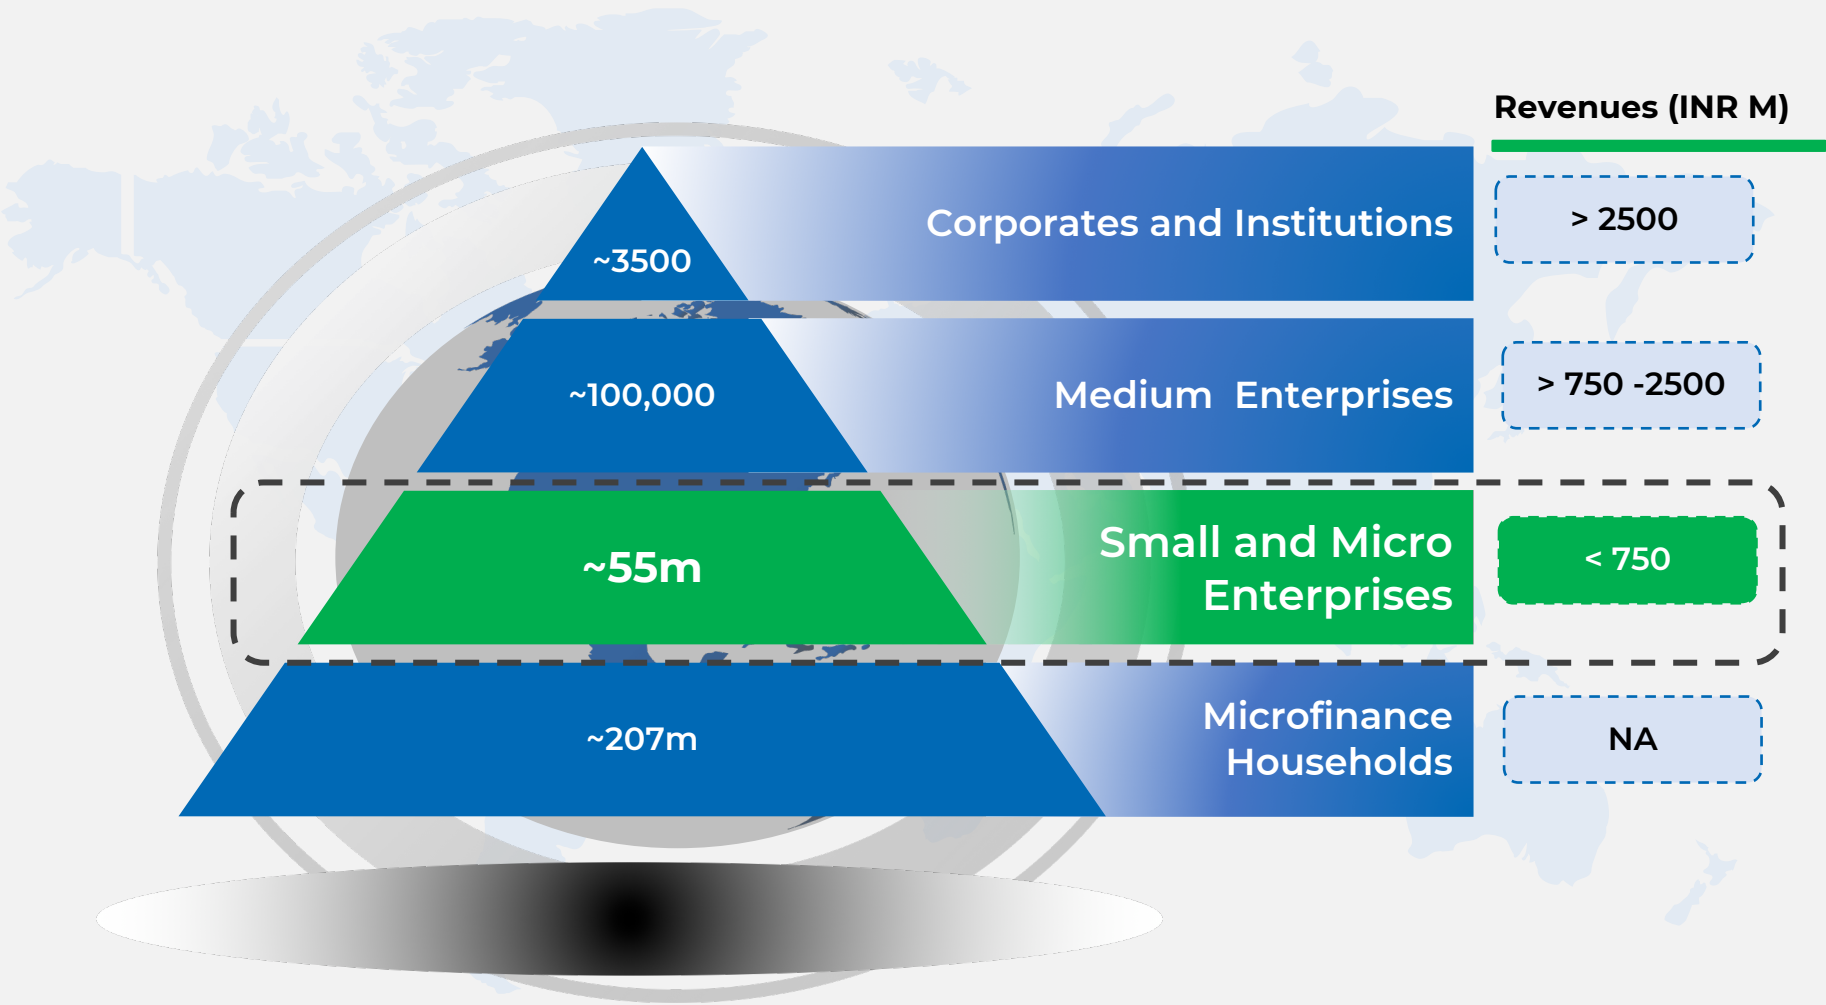 Revenues (INR M)
~3500
Corporates and Institutions
> 2500
~100,000
Medium  Enterprises
> 750 -2500
~55m
Small and Micro
Enterprises
< 750
~207m
Microfinance
Households
NA